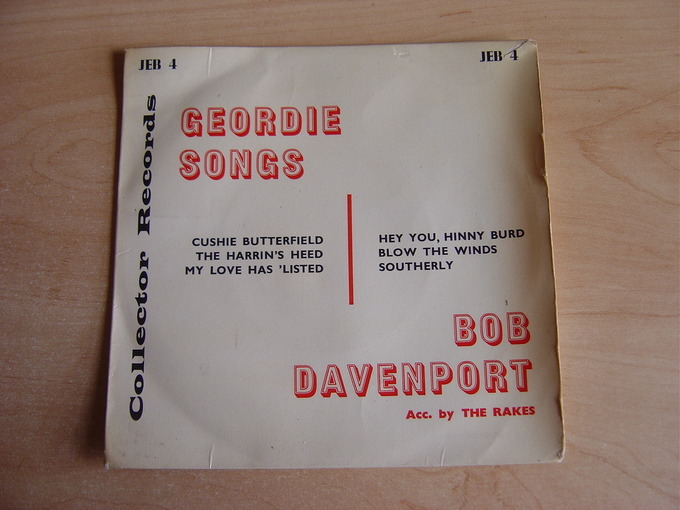 JEB 4
JEB 4
Collector Records
GEORDIE
SONGS
CUSHIE BUTTERFIELD
THE HARRIN'S HEED
MY LOVE HAS 'LISTED
HEY YOU, HINNY BURD
BLOW THE WINDS
SOUTHERLY
BOB
DAVENPORT
Acc. by THE RAKES